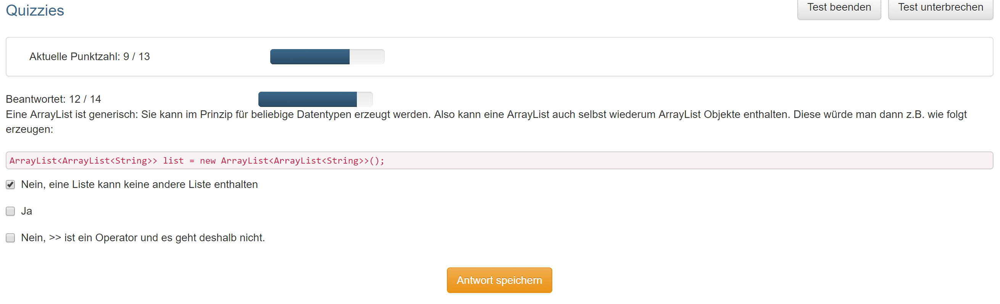 Quizzies
Test beenden
Test unterbrechen
Aktuelle Punktzahl: 9 / 13
Beantwortet: 12 / 14
Eine ArrayList ist generisch: Sie kann im Prinzip für beliebige Datentypen erzeugt werden. Also kann eine ArrayList auch selbst wiederum ArrayList Objekte enthalten. Diese würde man dann z.B. wie folgt
erzeugen:
ArrayList<ArrayList<String>> list = new ArrayList<ArrayList<String>>();
Nein, eine Liste kann keine andere Liste enthalten
Ja
Nein, >> ist ein Operator und es geht deshalb nicht.
Antwort speichern